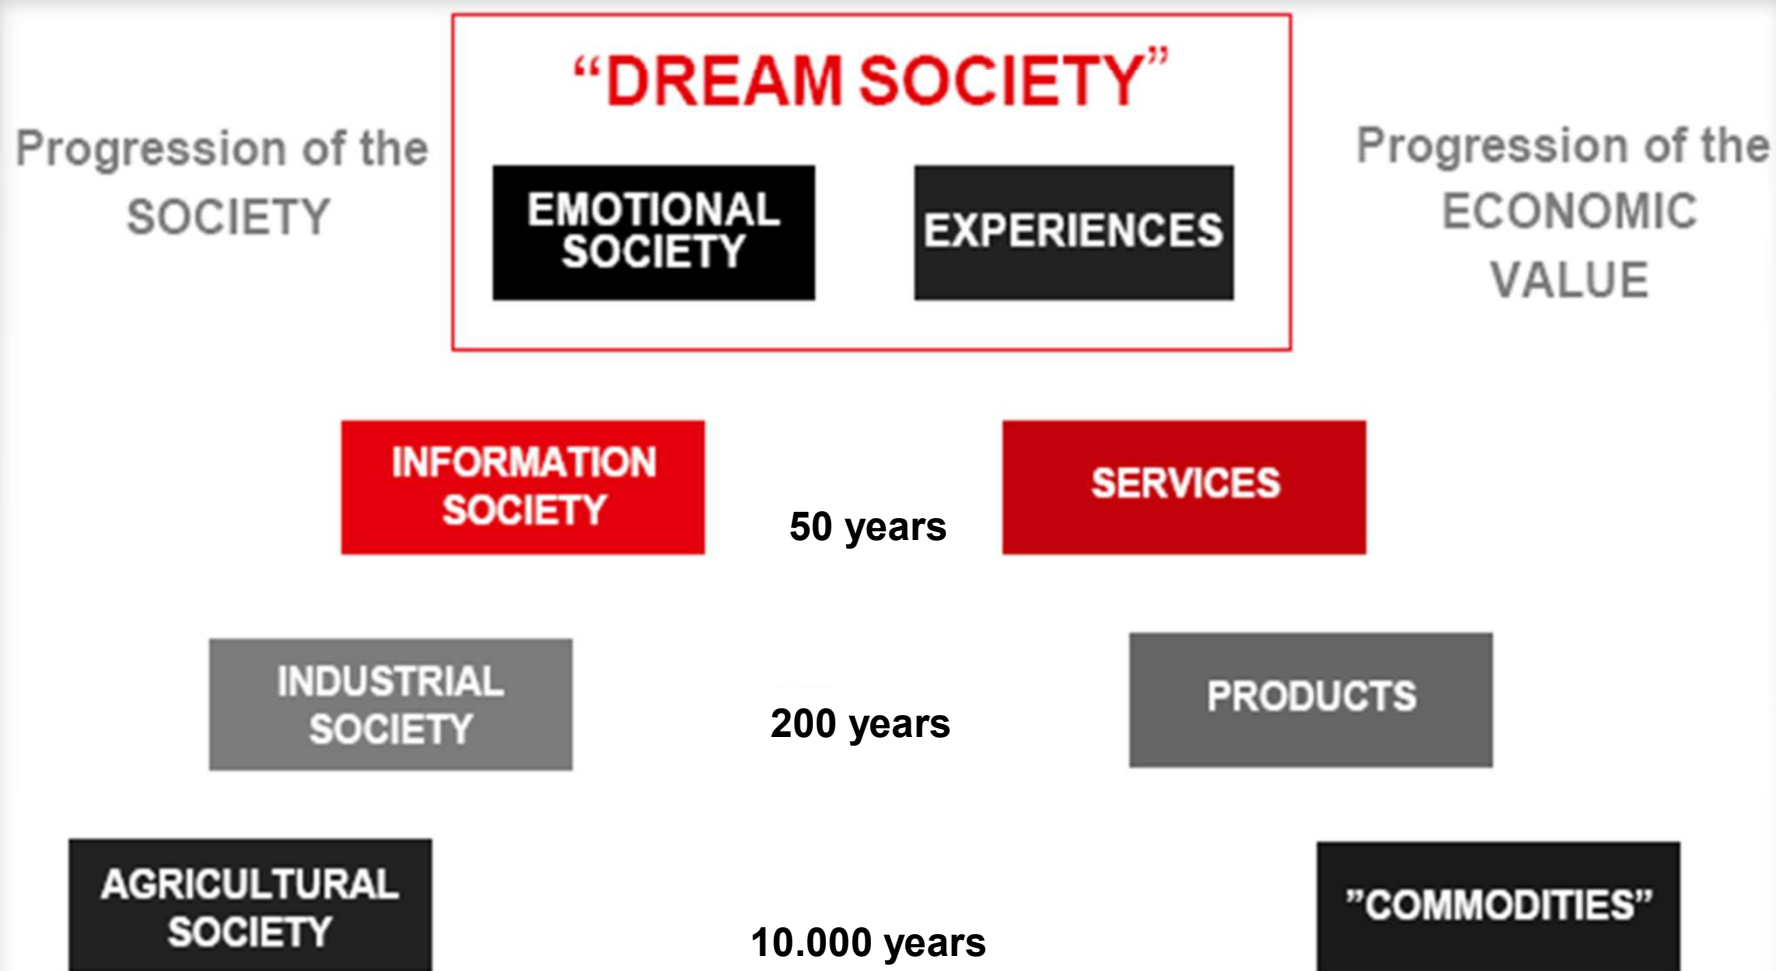 “DREAM SOCIETY”
Progression of the
SOCIETY
EMOTIONAL
SOCIETY
EXPERIENCES
Progression of the
ECONOMIC
VALUE
INFORMATION
SOCIETY
50 years
SERVICES
INDUSTRIAL
SOCIETY
200 years
PRODUCTS
AGRICULTURAL
SOCIETY
10.000 years
”COMMODITIES”